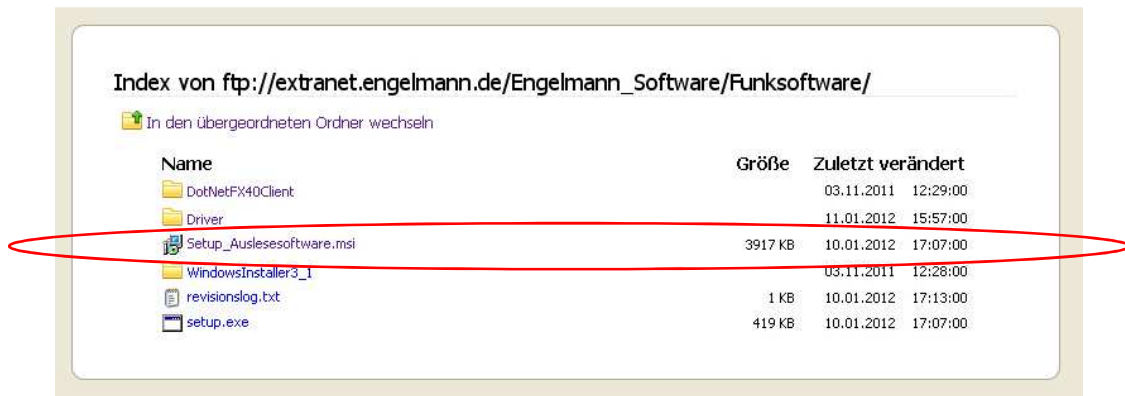 Index von ftp://extranet.engelmann.de/Engelmann_Software/Funksoftware/
In den übergeordneten Ordner wechseln
Name Größe Zuletzt verändert
DotNetFX40Client 03.11.2011 12:29:00
Driver 11.01.2012 15:57:00
Setup_Auslesesoftware.msi 3917 KB 10.01.2012 17:07:00
WindowsInstaller3_1 03.11.2011 12:28:00
revisionslog.txt 1 KB 10.01.2012 17:13:00
setup.exe 419 KB 10.01.2012 17:07:00